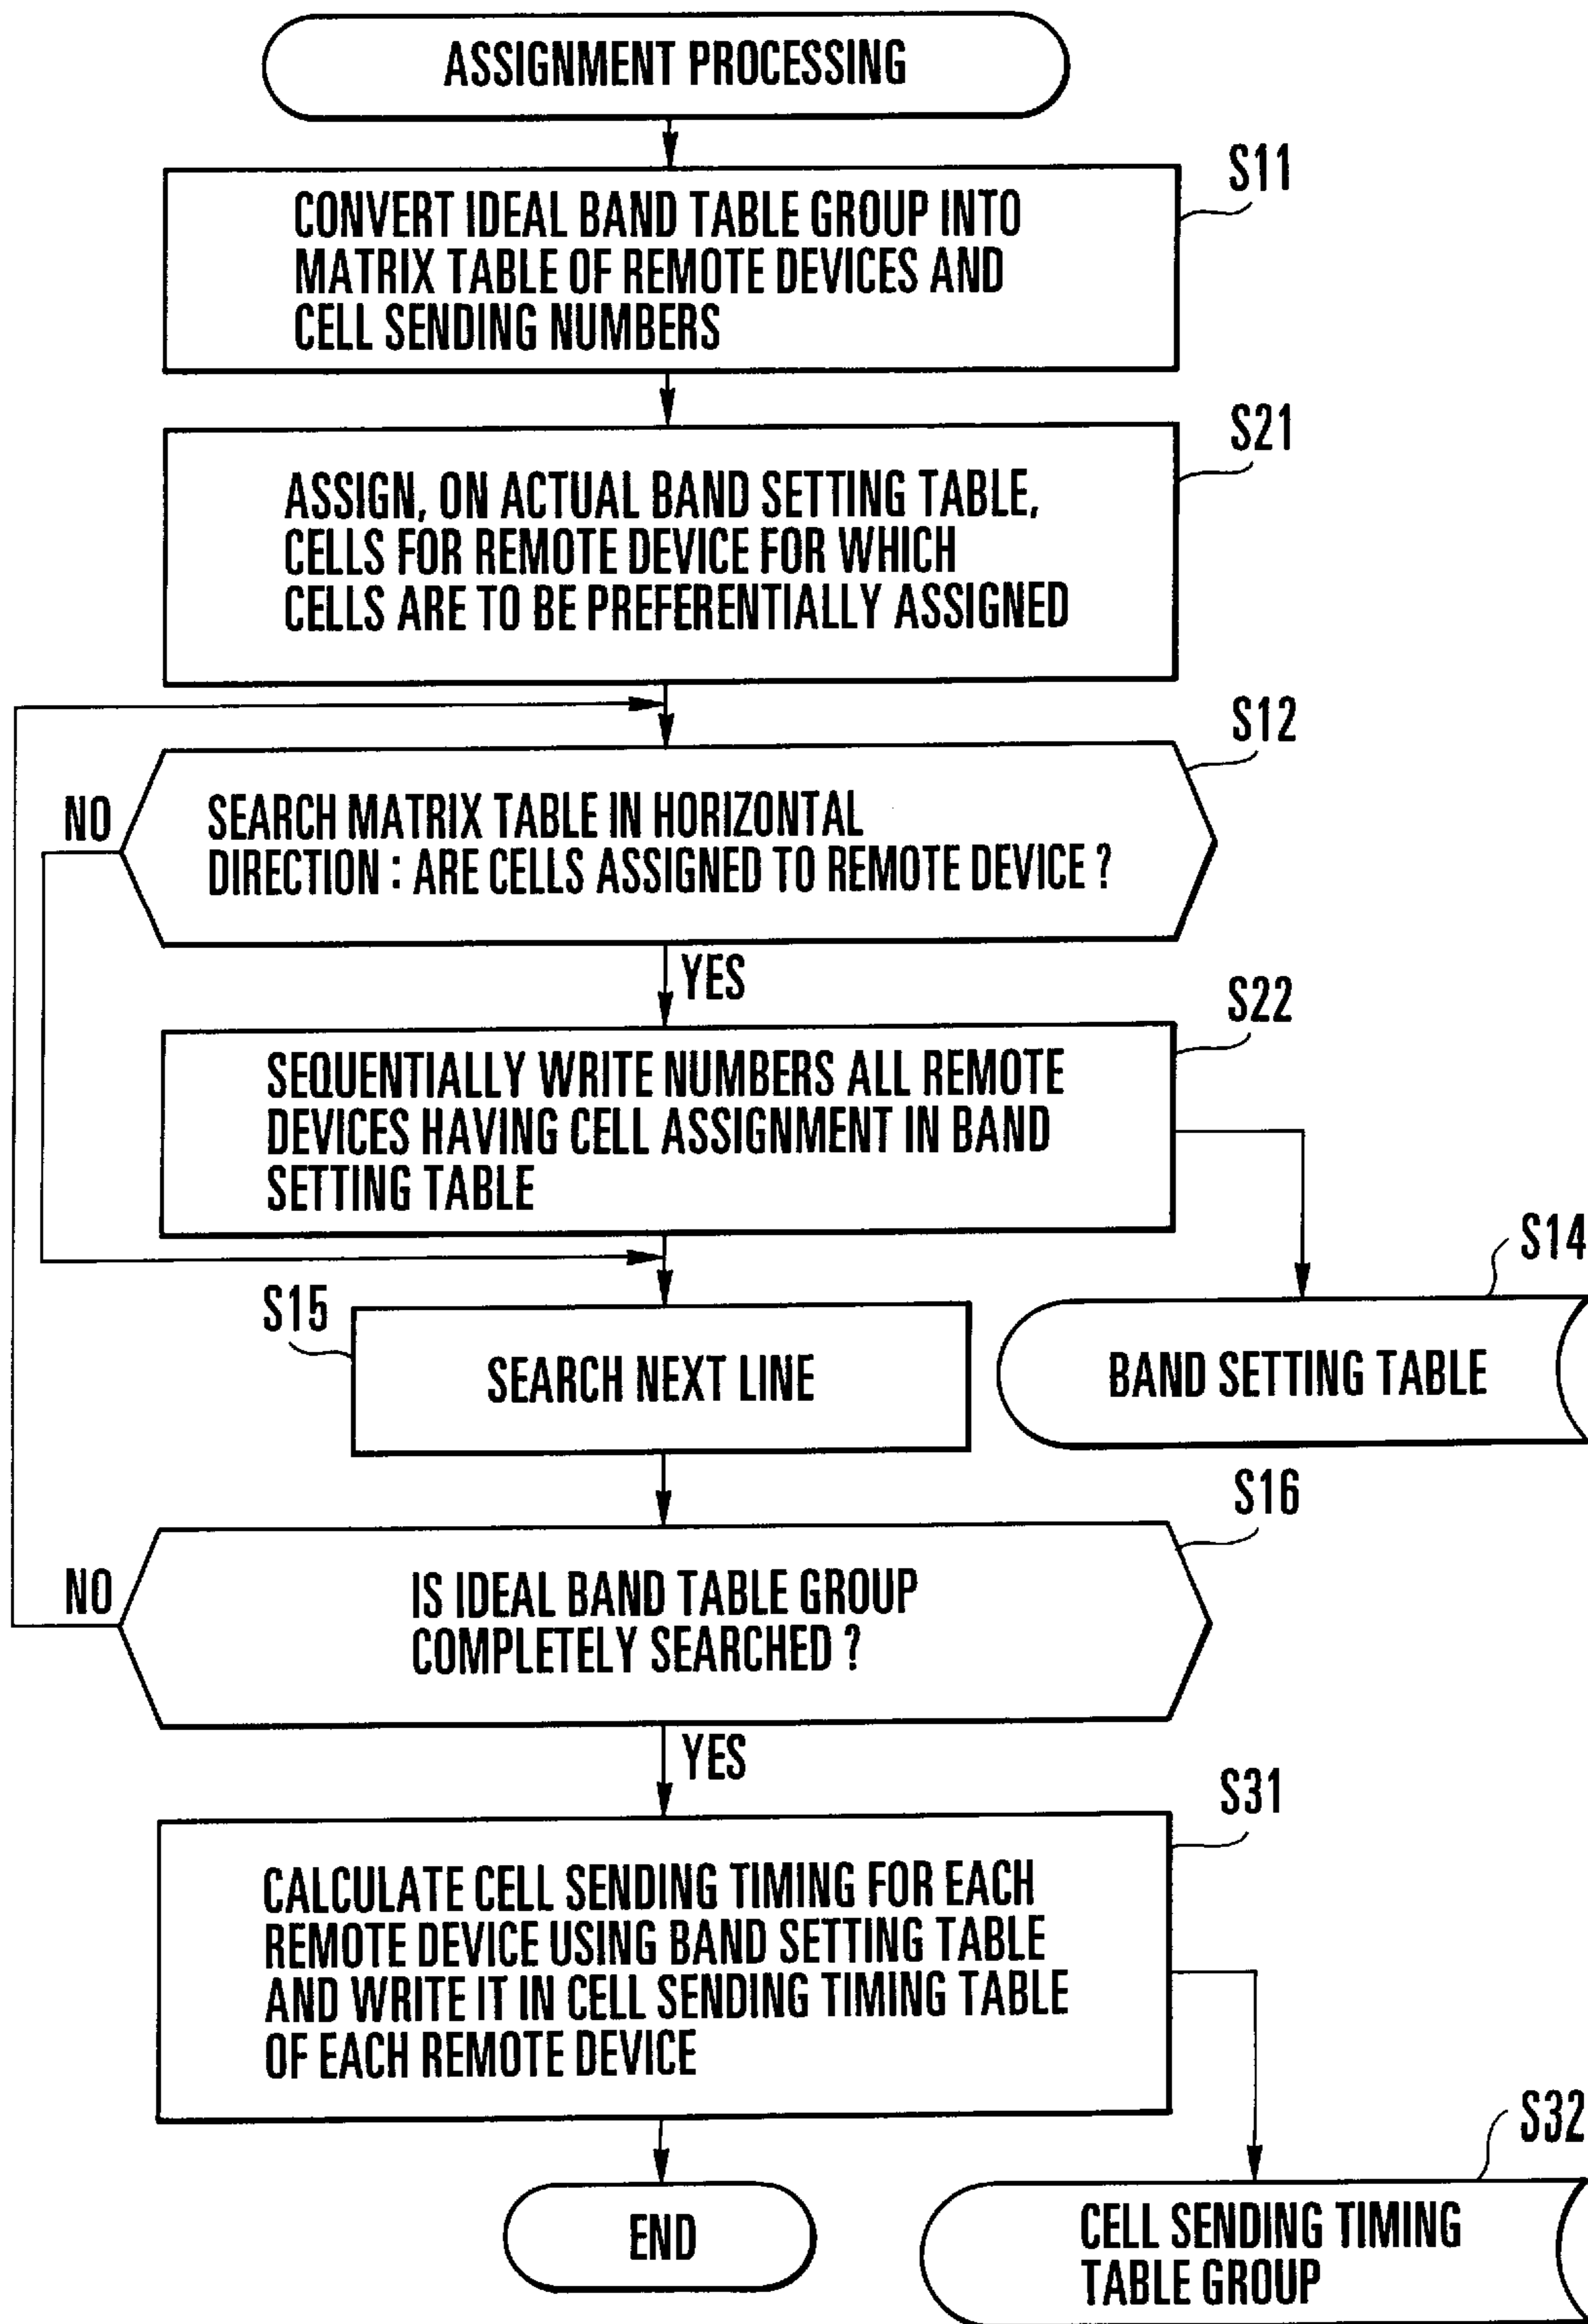 ASSIGNMENT PROCESSING
S11
CONVERT IDEAL BAND TABLE GROUP INTO
MATRIX TABLE OF REMOTE DEVICES AND
CELL SENDING NUMBERS
S21
ASSIGN, ON ACTUAL BAND SETTING TABLE,
CELLS FOR REMOTE DEVICE FOR WHICH
CELLS ARE TO BE PREFERENTIALLY ASSIGNED
S12
NO
SEARCH MATRIX TABLE IN HORIZONTAL
DIRECTION : ARE CELLS ASSIGNED TO REMOTE DEVICE ?
YES
S22
SEQUENTIALLY WRITE NUMBERS ALL REMOTE
DEVICES HAVING CELL ASSIGNMENT IN BAND
SETTING TABLE
S14
S15
SEARCH NEXT LINE
BAND SETTING TABLE
S16
NO
IS IDEAL BAND TABLE GROUP
COMPLETELY SEARCHED ?
YES
S31
CALCULATE CELL SENDING TIMING FOR EACH
REMOTE DEVICE USING BAND SETTING TABLE
AND WRITE IT IN CELL SENDING TIMING TABLE
OF EACH REMOTE DEVICE
S32
END
CELL SENDING TIMING
TABLE GROUP